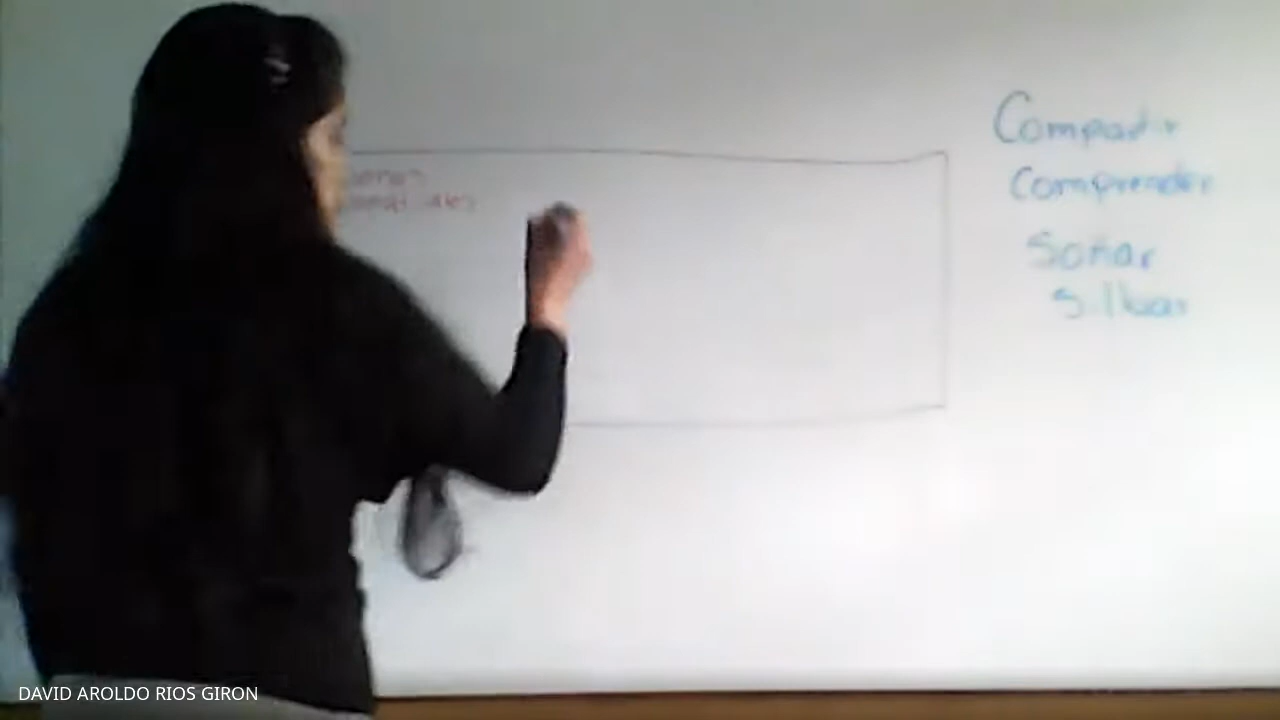 Compartir
Comprender
Soñar
Silbar
DAVID AROLDO RIOS GIRON